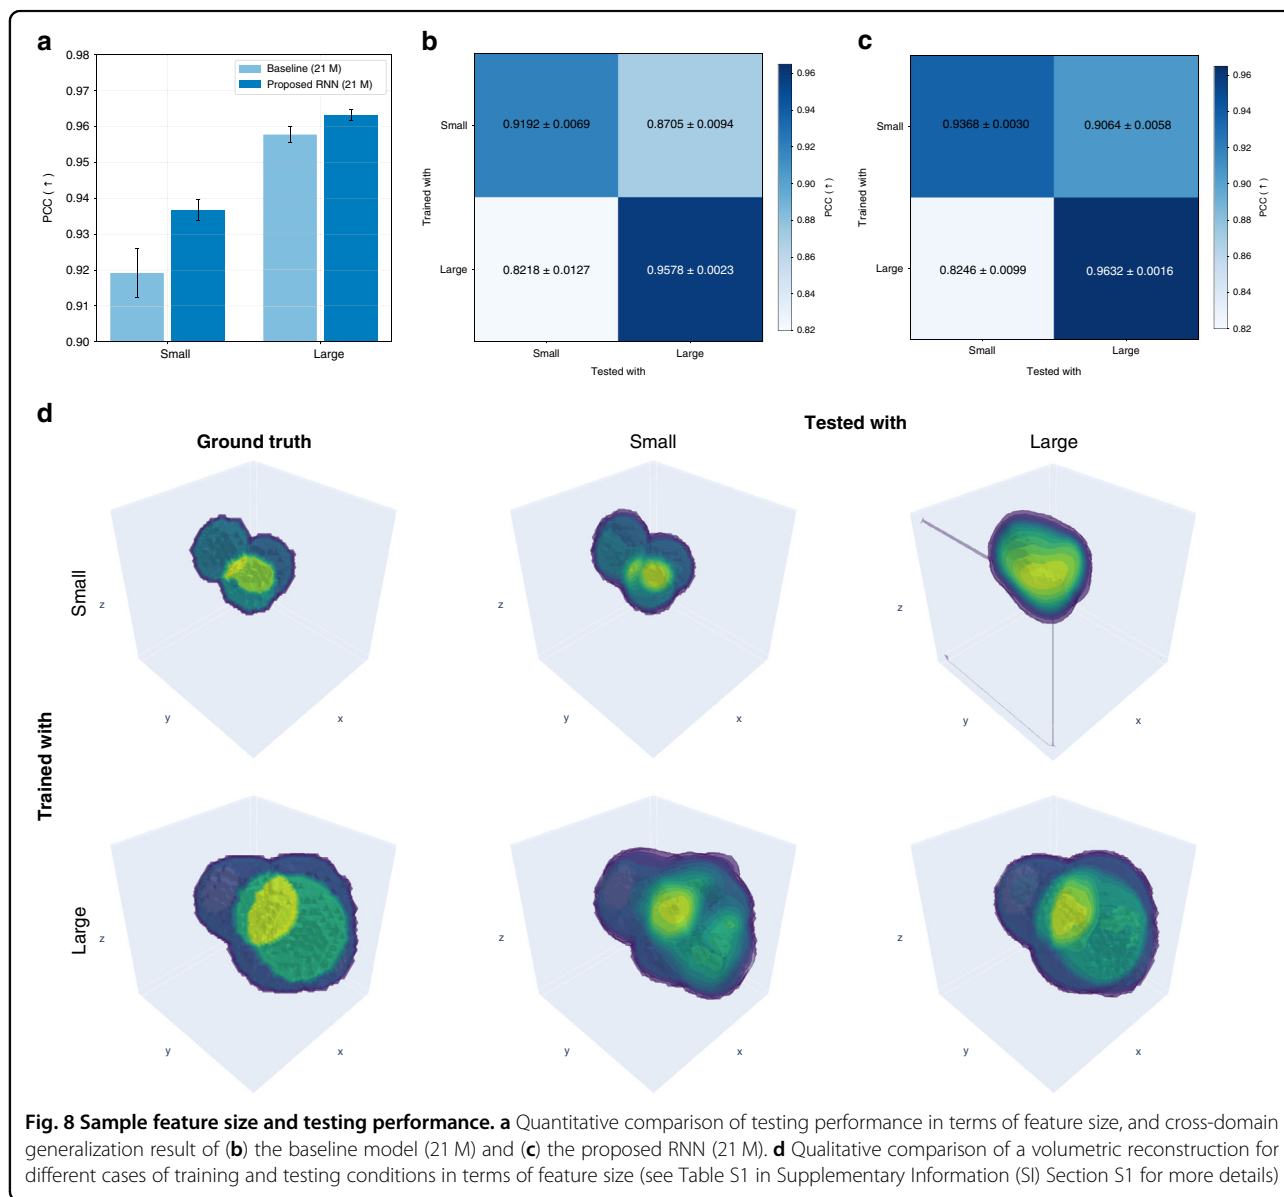 a
0.98
0.97
0.96
0.95
0.94
0.93
0.92
0.91
0.90
PCC (↑)
Baseline (21 M)
Proposed RNN (21 M)
Small
Large
b
Trained with
Small
Large
0.9192 ± 0.0069
0.8705 ± 0.0094
0.8218 ± 0.0127
0.9578 ± 0.0023
Small
Large
Tested with
0.96
0.94
0.92
0.90
0.88
0.86
0.84
0.82
PCC (↑)
c
Trained with
Small
Large
0.9368 ± 0.0030
0.9064 ± 0.0058
0.8246 ± 0.0099
0.9632 ± 0.0016
Small
Large
Tested with
0.96
0.94
0.92
0.90
0.88
0.86
0.84
0.82
PCC (↑)
d
Tested with
Ground truth
Small
Large
Trained with
Small
z
y
x
z
y
x
z
y
x
Large
z
y
x
z
y
x
z
y
x
Fig. 8 Sample feature size and testing performance. a Quantitative comparison of testing performance in terms of feature size, and cross-domain
generalization result of (b) the baseline model (21 M) and (c) the proposed RNN (21 M). d Qualitative comparison of a volumetric reconstruction for
different cases of training and testing conditions in terms of feature size (see Table S1 in Supplementary Information (SI) Section S1 for more details)